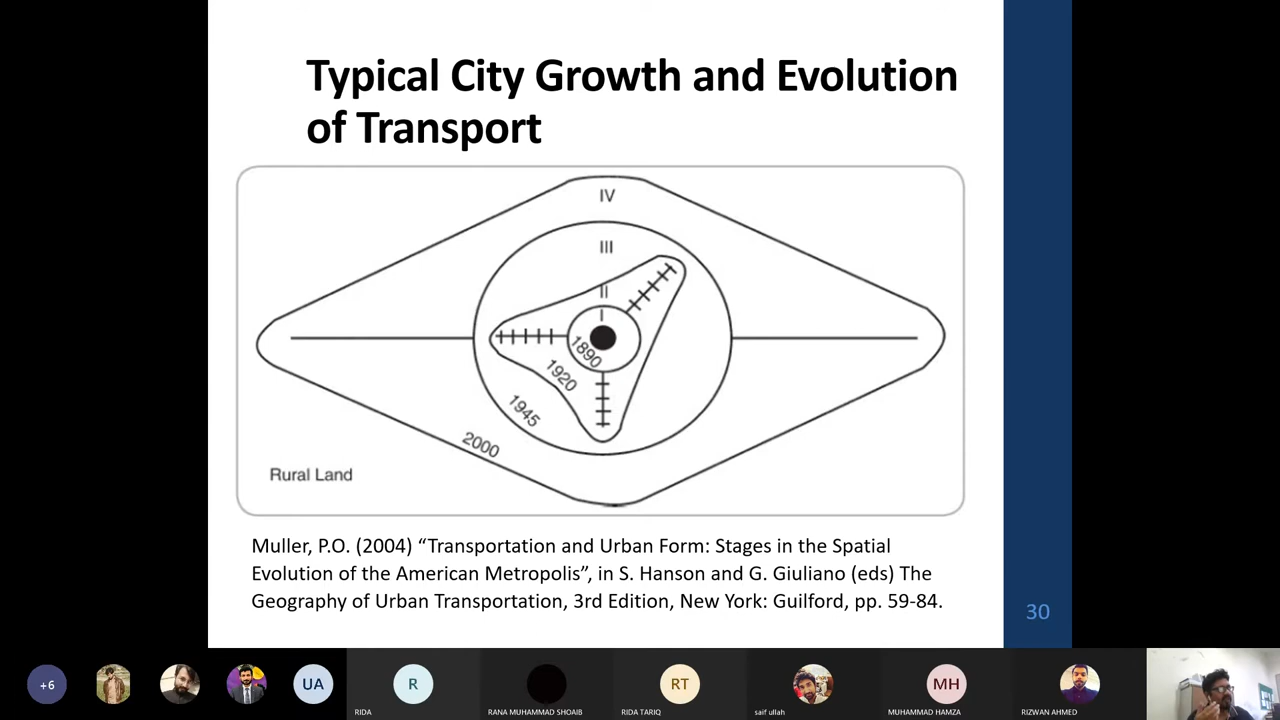 Typical City Growth and Evolution
of Transport
IV
III
II
I
1890
1920
1945
2000
Rural Land
Muller, P.O. (2004) “Transportation and Urban Form: Stages in the Spatial
Evolution of the American Metropolis”, in S. Hanson and G. Giuliano (eds) The
Geography of Urban Transportation, 3rd Edition, New York: Guilford, pp. 59-84.
30
+6
UA
R
RT
MH
RIDA
RANA MUHAMMAD SHOAIB
RIDA TARIQ
saif ullah
MUHAMMAD HAMZA
RIZWAN AHMED